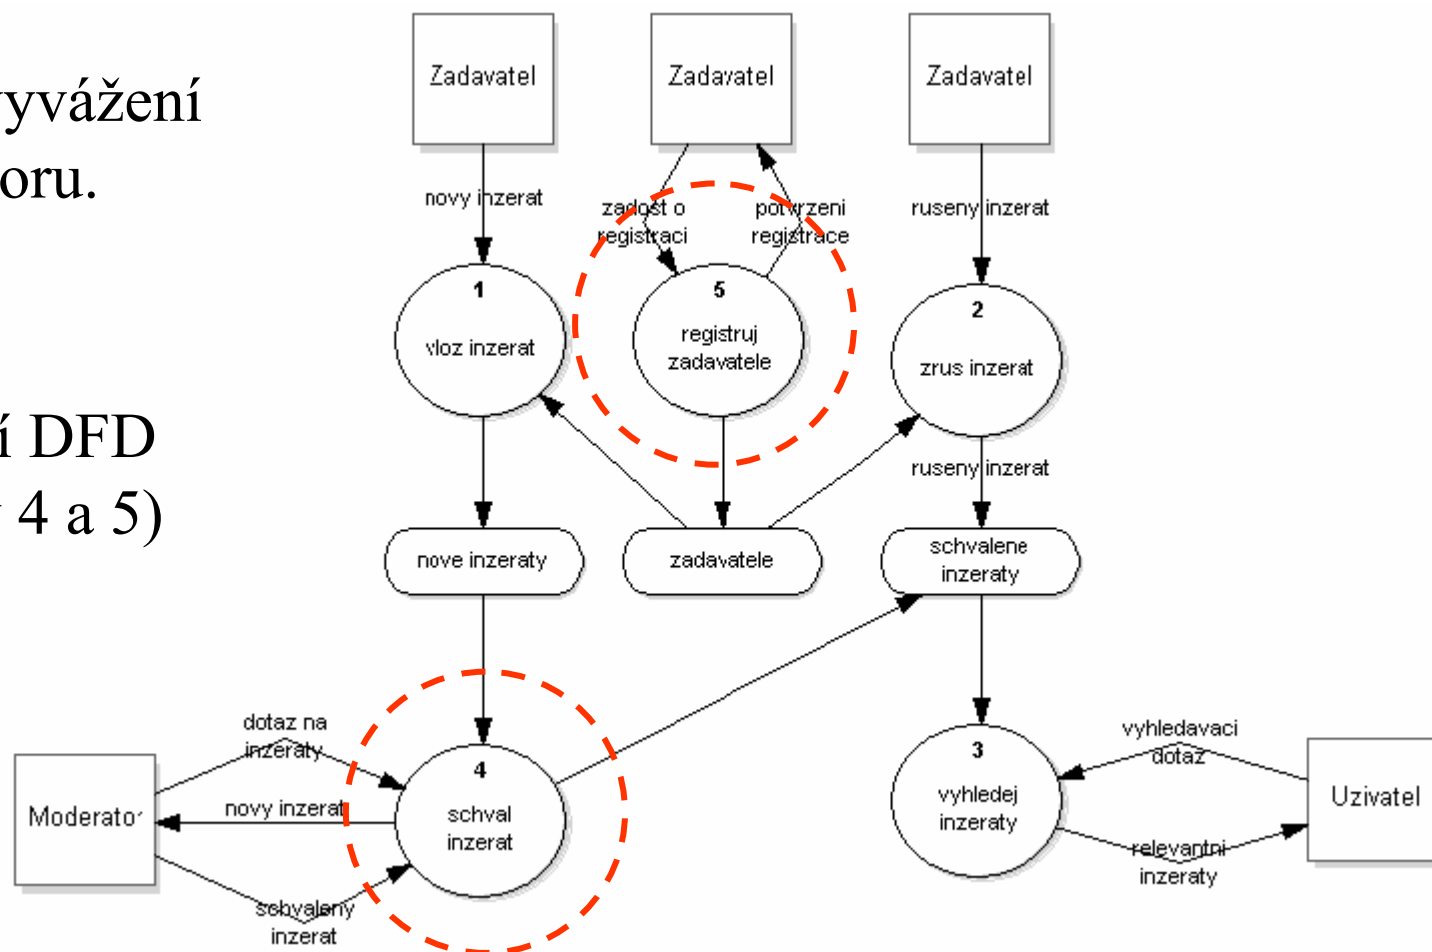 Zadavatel
Zadavatel
Zadavatel
vyvážení
oru.
novy inzerat
zadost o
registraci
potvrzeni
registrace
ruseny inzerat
1
vloz inzerat
5
registruj
zadavatele
2
zrus inzerat
í DFD
4 a 5)
ruseny inzerat
nove inzeraty
zadavatele
schvalene
inzeraty
dotaz na
inzeraty
Moderator
novy inzerat
schvaleny
inzerat
4
schval
inzerat
3
vyhledej
inzeraty
vyhledavaci
dotaz
relevantni
inzeraty
Uzivatel